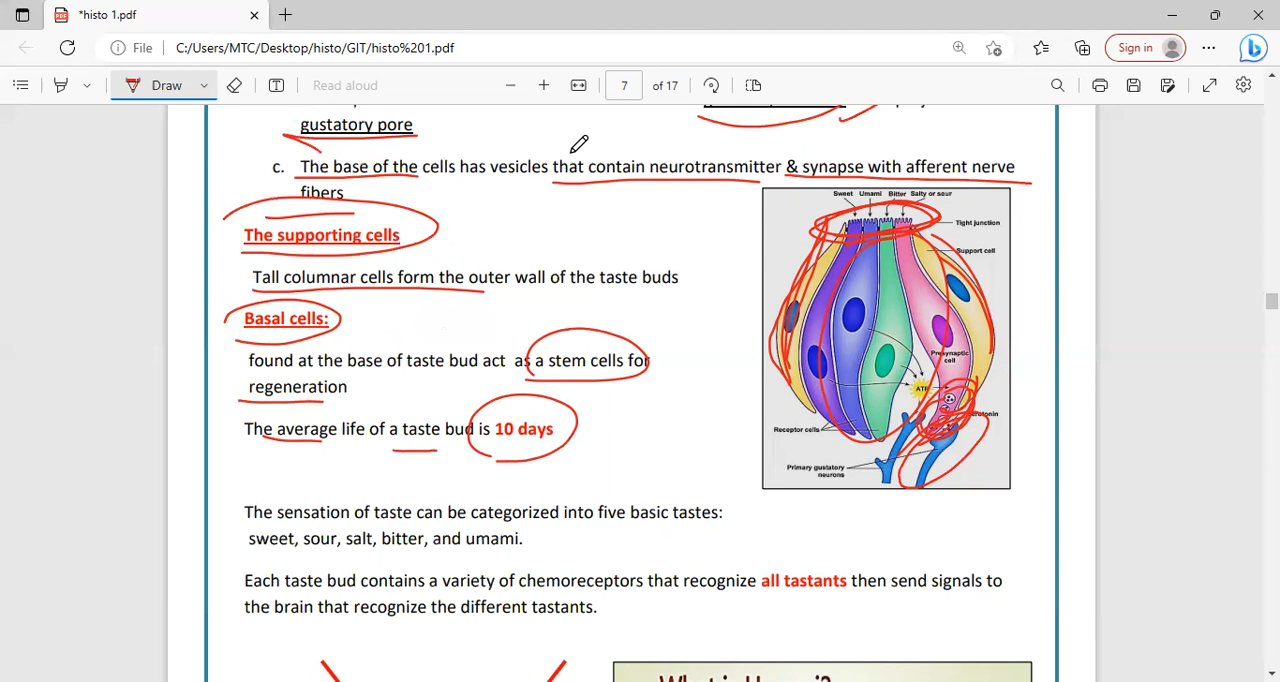 *histo 1.pdf
File C:/Users/MTC/Desktop/histo/GIT/histo%201.pdf Sign in
Draw Read aloud 7 of 17
gustatory pore
c. The base of the cells has vesicles that contain neurotransmitter & synapse with afferent nerve
fibers
The supporting cells
Tall columnar cells form the outer wall of the taste buds
Basal cells:
found at the base of taste bud act as a stem cells for
regeneration
The average life of a taste bud is 10 days
Sweet Umami Bitter Salty or sour
Tight junction
Support cell
Presynaptic
cell
ATP
Receptor cells
Primary gustatory
neurons
The sensation of taste can be categorized into five basic tastes:
sweet, sour, salt, bitter, and umami.
Each taste bud contains a variety of chemoreceptors that recognize all tastants then send signals to
the brain that recognize the different tastants.